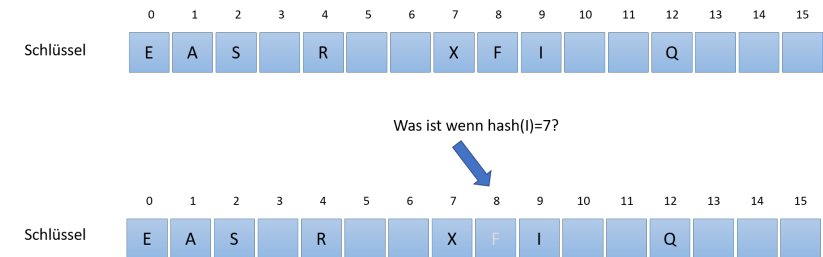 0 1 2 3 4 5 6 7 8 9 10 11 12 13 14 15
Schlüssel E A S R X F I Q
Was ist wenn hash(I)=7?
0 1 2 3 4 5 6 7 8 9 10 11 12 13 14 15
Schlüssel E A S R X F I Q